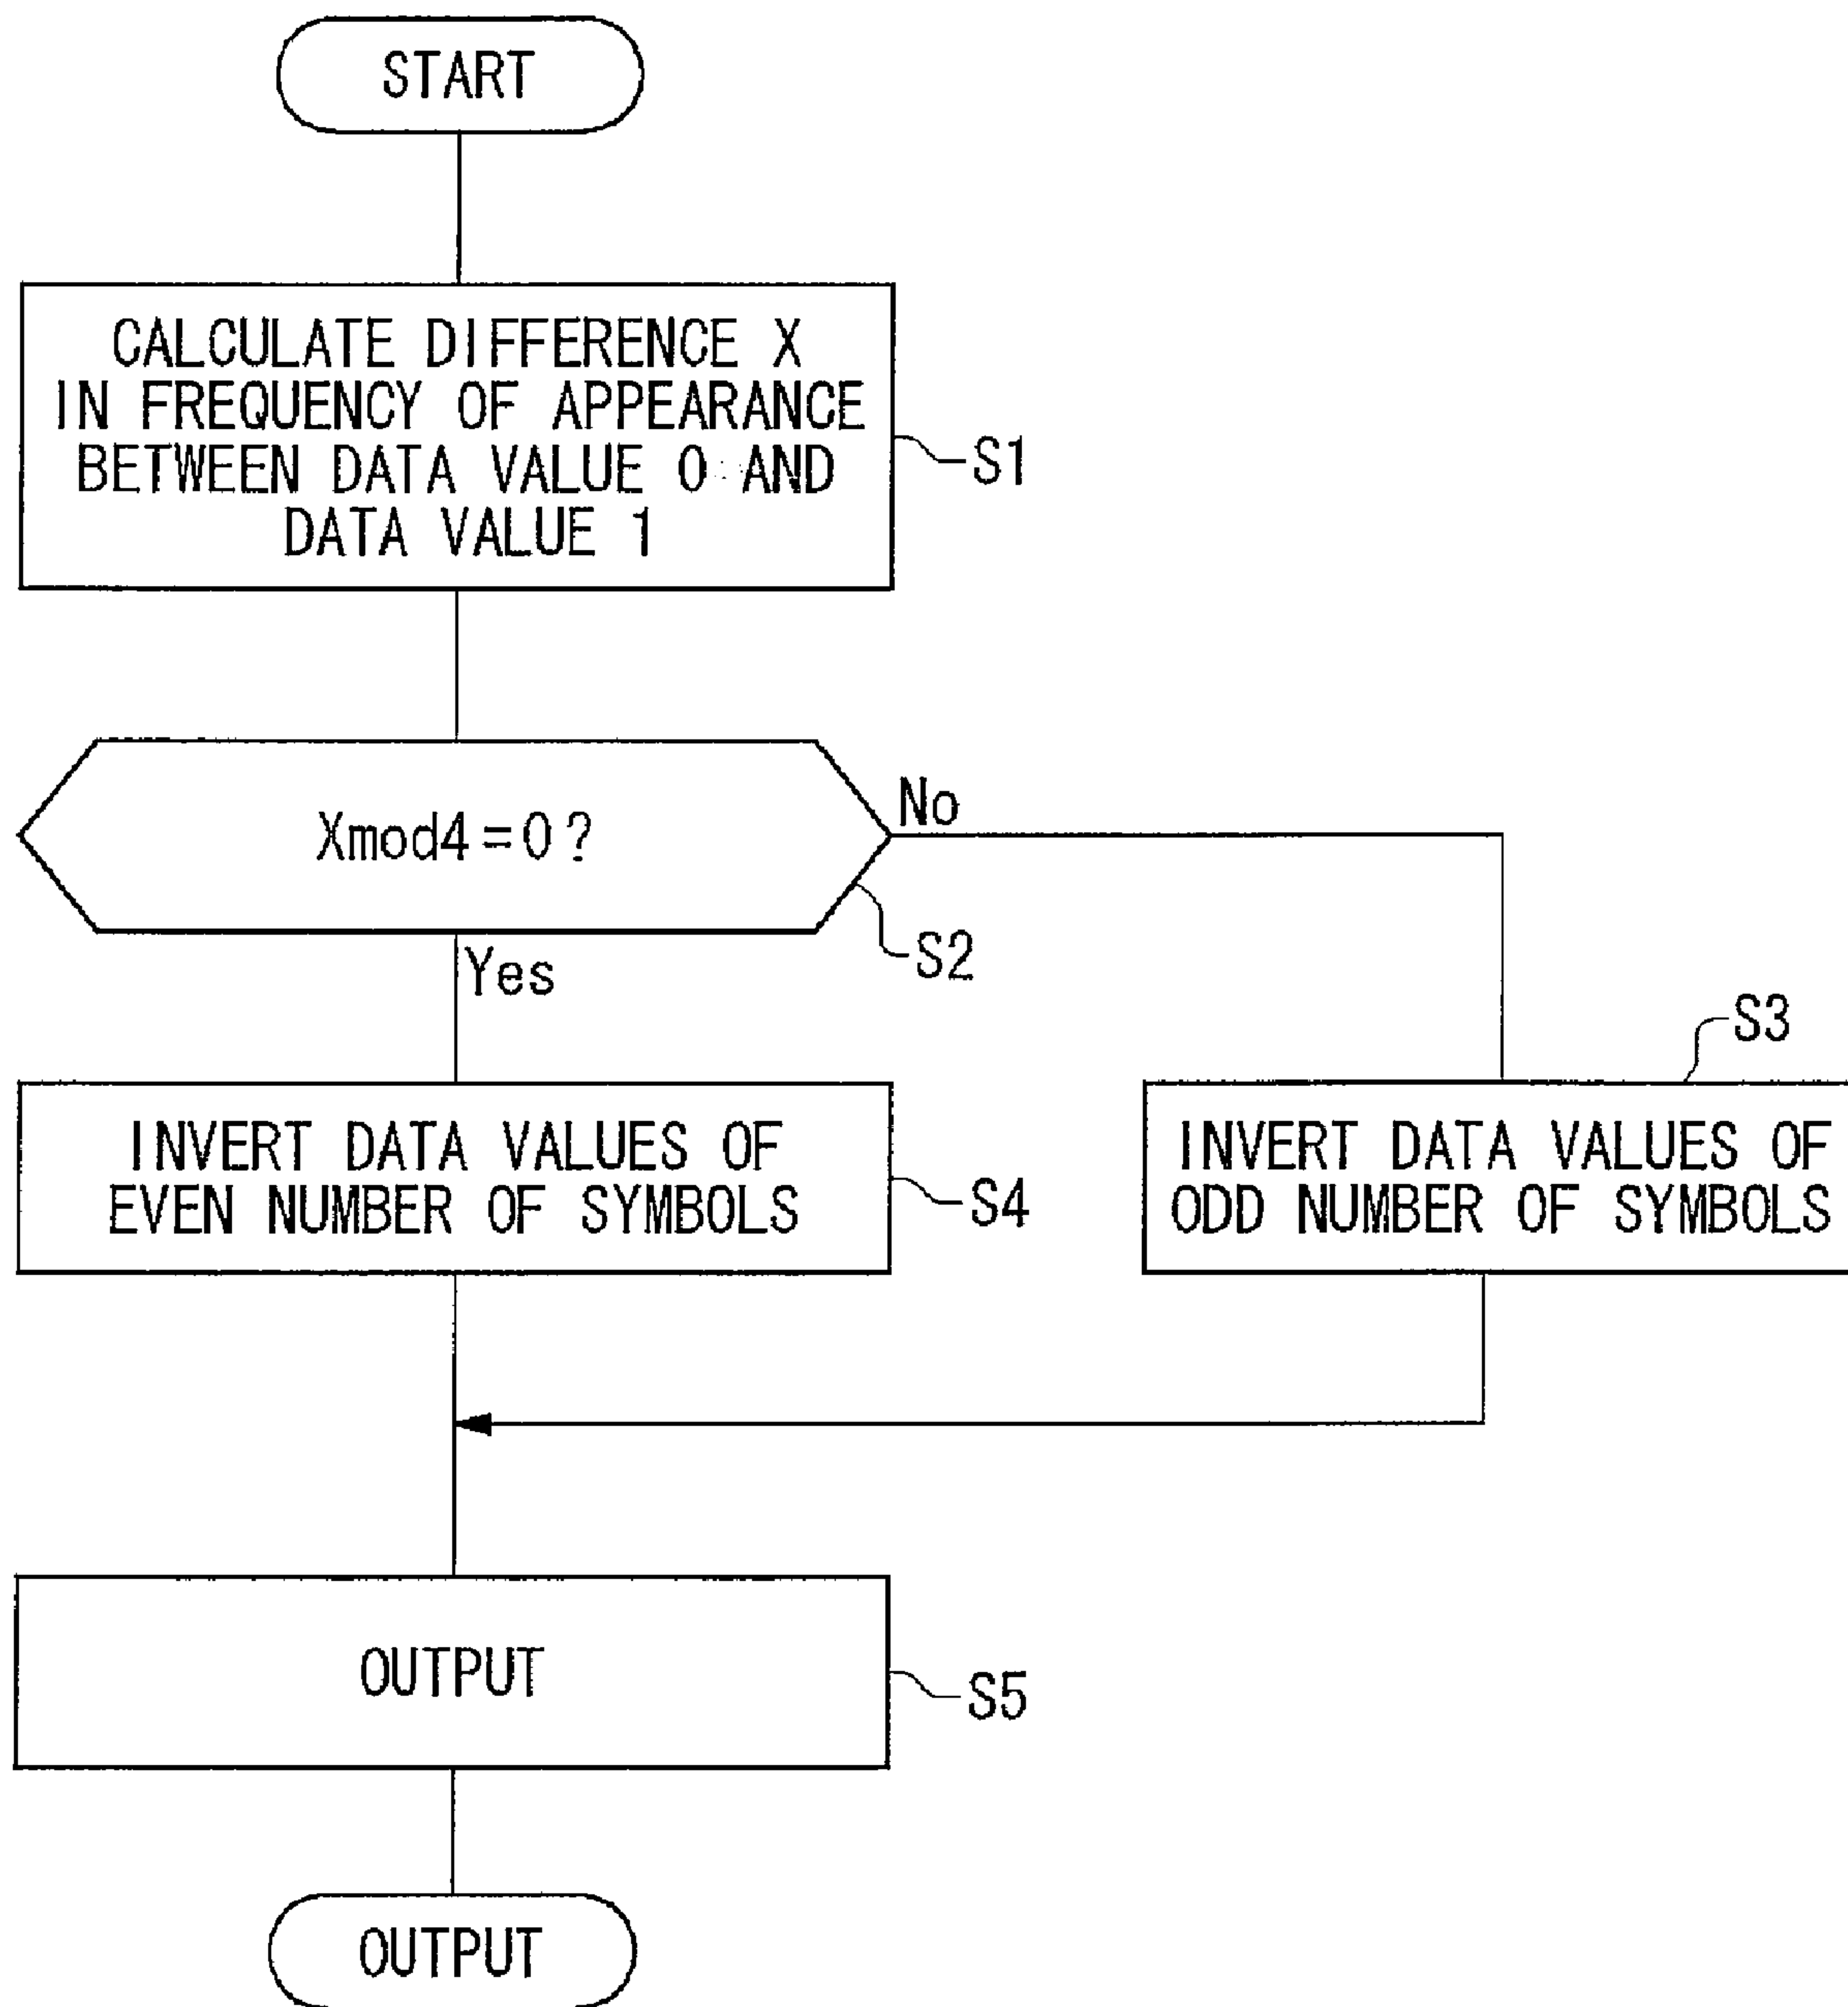 START
CALCULATE DIFFERENCE X
IN FREQUENCY OF APPEARANCE
BETWEEN DATA VALUE 0 AND
DATA VALUE 1
S1
Xmod4=0?
No
S2
Yes
S3
INVERT DATA VALUES OF
EVEN NUMBER OF SYMBOLS
S4
INVERT DATA VALUES OF
ODD NUMBER OF SYMBOLS
OUTPUT
S5
OUTPUT